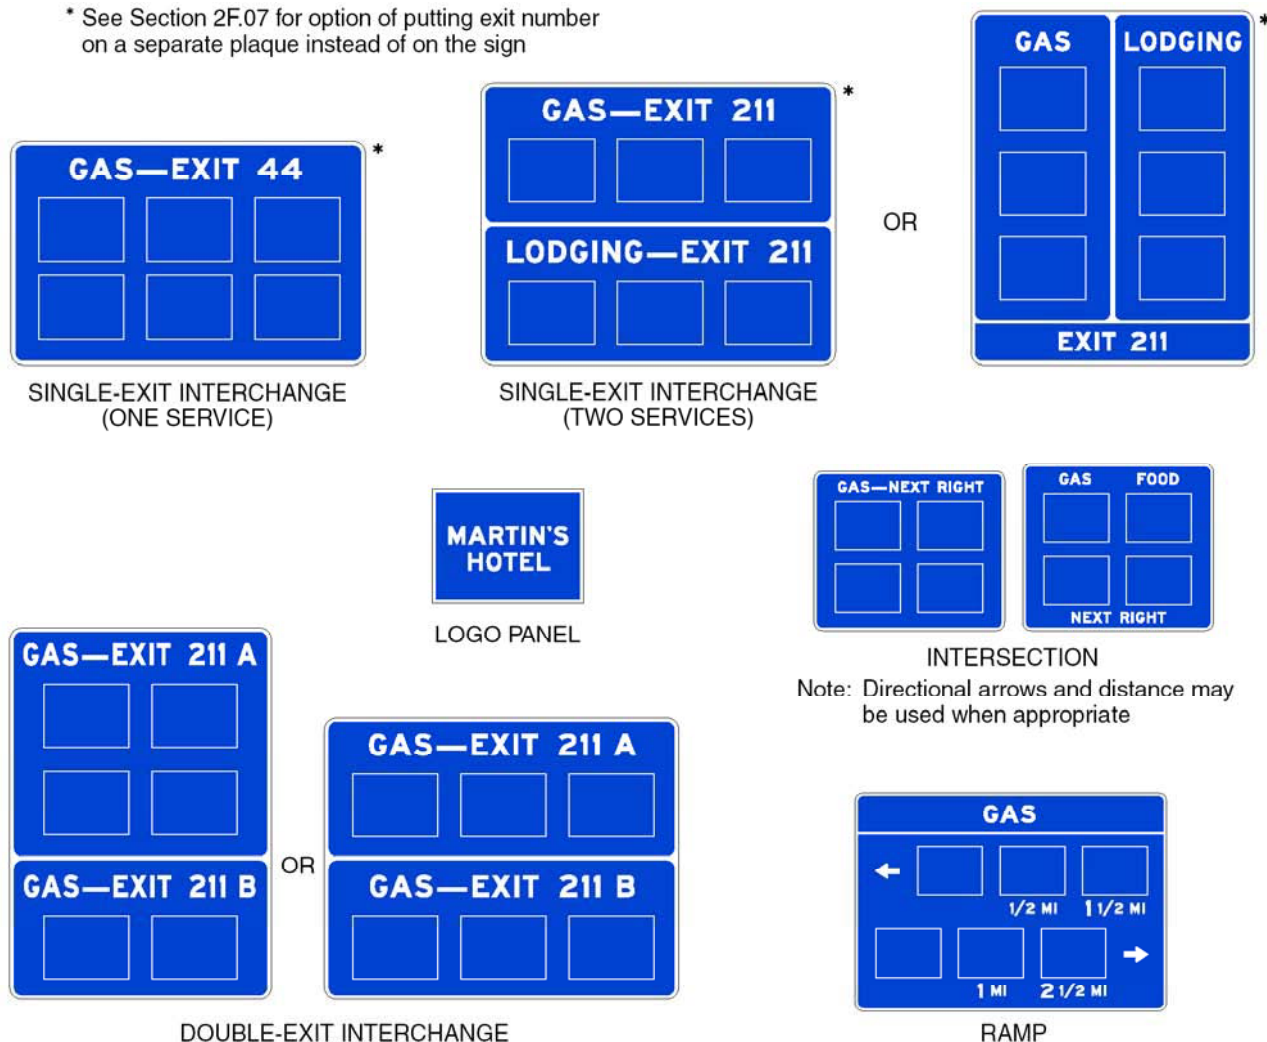 * See Section 2F.07 for option of putting exit number
on a separate plaque instead of on the sign
GAS—EXIT 44
*
SINGLE-EXIT INTERCHANGE
(ONE SERVICE)
GAS—EXIT 211
*
LODGING—EXIT 211
SINGLE-EXIT INTERCHANGE
(TWO SERVICES)
OR
GAS LODGING
*
EXIT 211
MARTIN'S
HOTEL
LOGO PANEL
GAS—NEXT RIGHT
GAS FOOD
NEXT RIGHT
INTERSECTION
Note: Directional arrows and distance may
be used when appropriate
GAS—EXIT 211 A
GAS—EXIT 211 B
OR
GAS—EXIT 211 A
GAS—EXIT 211 B
DOUBLE-EXIT INTERCHANGE
GAS
1/2 MI 1 1/2 MI
1 MI 2 1/2 MI
RAMP